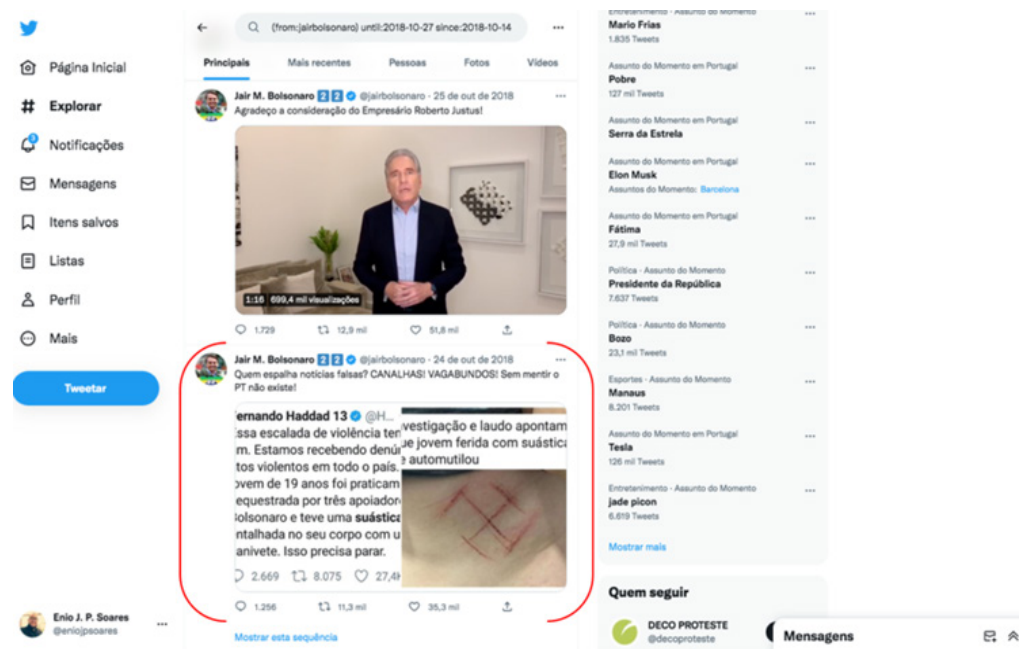 (from:jairbolsonaro) until:2018-10-27 since:2018-10-14
Página Inicial
Explorar
Notificações
Mensagens
Itens salvos
Listas
Perfil
Mais
Tweetar
Enio J. P. Soares
@eniojpsoares
Principais Mais recentes Pessoas Fotos Vídeos
Jair M. Bolsonaro 2 2 @jairbolsonaro · 25 de out de 2018
Agradeço a consideração do Empresário Roberto Justus!
1:16 699,4 mil visualizações
1.729 12,9 mil 51,8 mil
Jair M. Bolsonaro 2 2 @jairbolsonaro · 24 de out de 2018
Quem espalha notícias falsas? CANALHAS! VAGABUNDOS! Sem mentir o
PT não existe!
ernando Haddad 13 @H...
ssa escalada de violência ten
m. Estamos recebendo denún
tos violentos em todo o país.
ovem de 19 anos foi praticam
equestrada por três apoiador
olsonaro e teve uma suástica
ntalhada no seu corpo com u
anivete. Isso precisa parar.
2.669 8.075 27,4
vestigação e laudo apontam
ue jovem ferida com suástica
e automutilou
1.256 11,3 mil 35,3 mil
Mostrar esta sequência
Entretenimento · Assunto do Momento
Mario Frias
1.835 Tweets
Assunto do Momento em Portugal
Pobre
127 mil Tweets
Assunto do Momento em Portugal
Serra da Estrela
Assunto do Momento em Portugal
Elon Musk
Assuntos do Momento: Barcelona
Assunto do Momento em Portugal
Fátima
27,9 mil Tweets
Política · Assunto do Momento
Presidente da República
7.637 Tweets
Política · Assunto do Momento
Bozo
23,1 mil Tweets
Esportes · Assunto do Momento
Manaus
8.201 Tweets
Assunto do Momento em Portugal
Tesla
126 mil Tweets
Entretenimento · Assunto do Momento
jade picon
6.619 Tweets
Mostrar mais
Quem seguir
DECO PROTESTE
@decoproteste
Mensagens